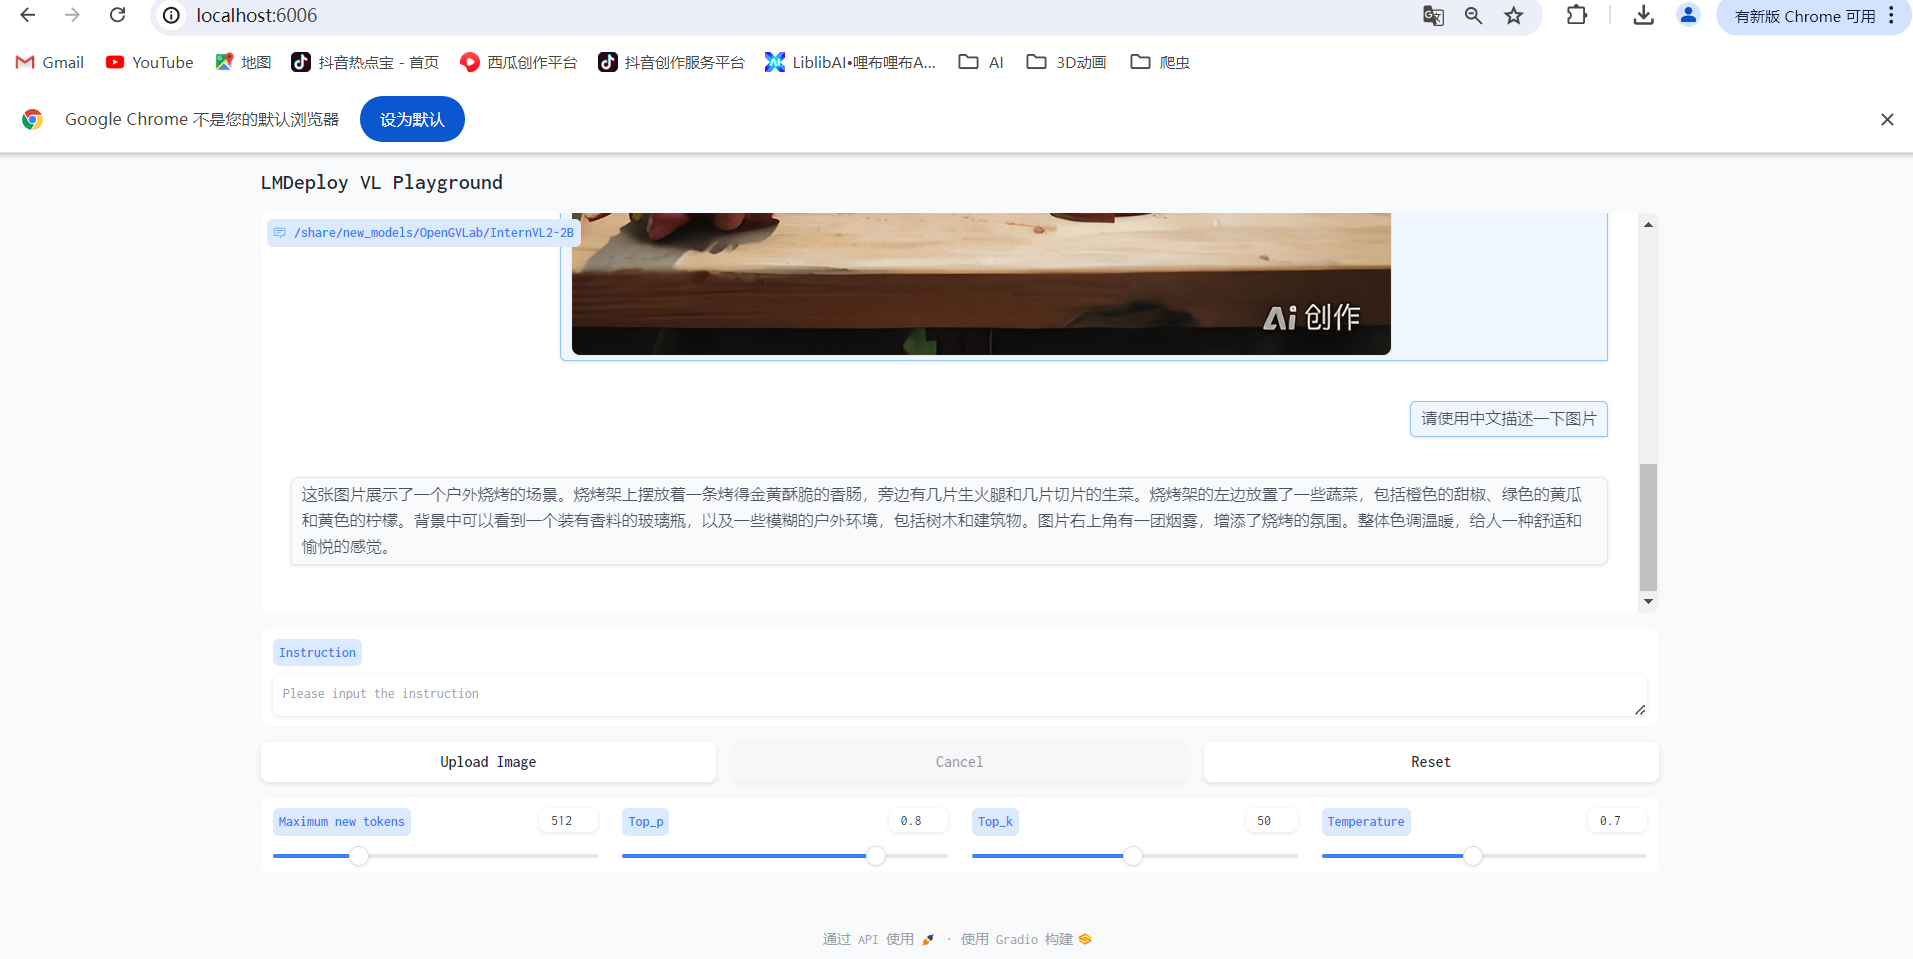 localhost:6006
有新版 Chrome 可用
Gmail YouTube 地图 抖音热点宝 - 首页 西瓜创作平台 抖音创作服务平台 LiblibAI•哩布哩布A... AI 3D动画 爬虫
Google Chrome 不是您的默认浏览器 设为默认
LMDeploy VL Playground
/share/new_models/OpenGVLab/InternVL2-2B
Ai 创作
请使用中文描述一下图片
这张图片展示了一个户外烧烤的场景。烧烤架上摆放着一条烤得金黄酥脆的香肠，旁边有几片生火腿和几片切片的生菜。烧烤架的左边放置了一些蔬菜，包括橙色的甜椒、绿色的黄瓜
和黄色的柠檬。背景中可以看到一个装有香料的玻璃瓶，以及一些模糊的户外环境，包括树木和建筑物。图片右上角有一团烟雾，增添了烧烤的氛围。整体色调温暖，给人一种舒适和
愉悦的感觉。
Instruction
Please input the instruction
Upload Image Cancel Reset
Maximum new tokens 512 Top_p 0.8 Top_k 50 Temperature 0.7
通过 API 使用 · 使用 Gradio 构建